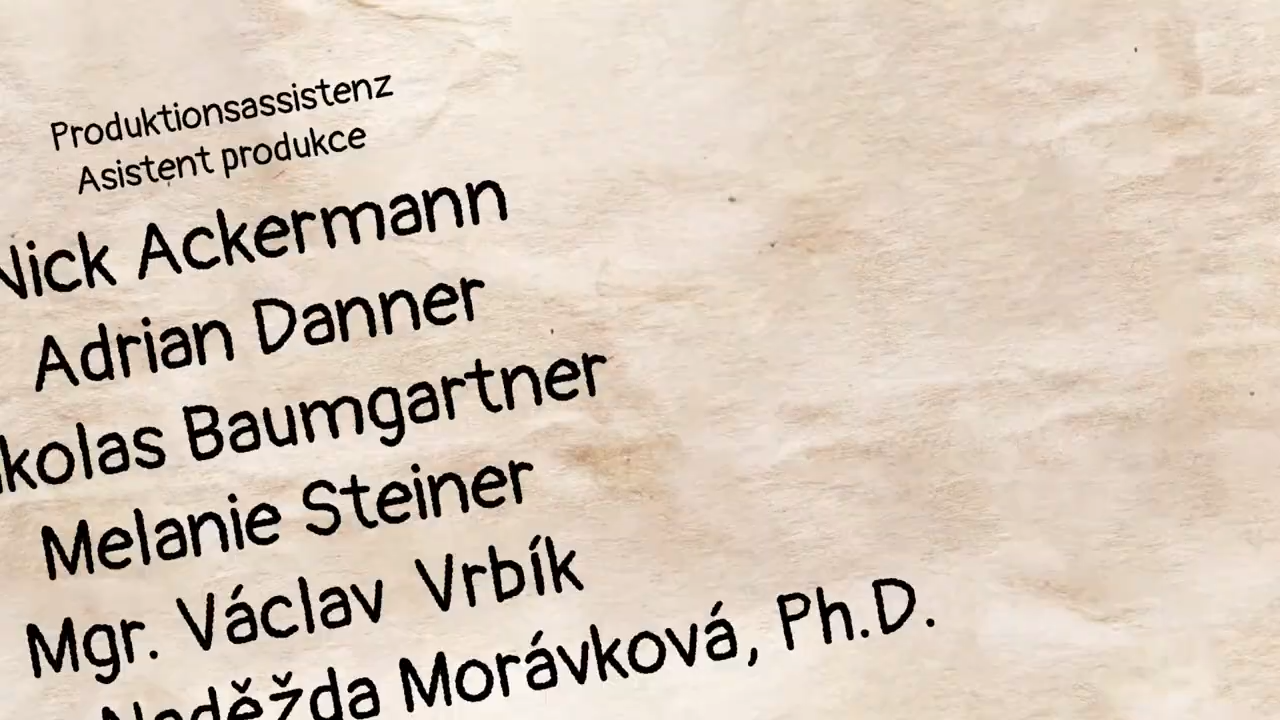 Produktionsassistenz
Asistent produkce
Nick Ackermann
Adrian Danner
kolas Baumgartner
Melanie Steiner
Mgr. Václav Vrbík
Naděžda Morávková, Ph.D.